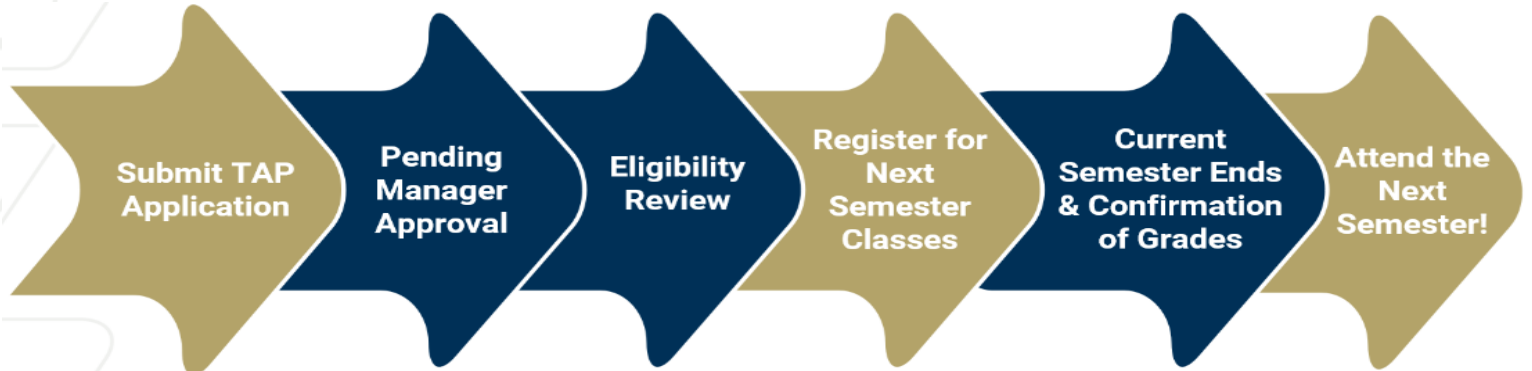 Submit TAP
Application
Pending
Manager
Approval
Eligibility
Review
Register for
Next
Semester
Classes
Current
Semester Ends
& Confirmation
of Grades
Attend the
Next
Semester!